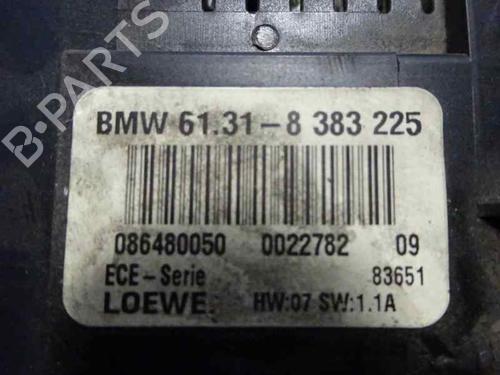 BMW 61.31-8 383 225
086480050 0022782 09
ECE-Serie 83651
LOEWE. HW:07 SW:1.1A
B-PARTS